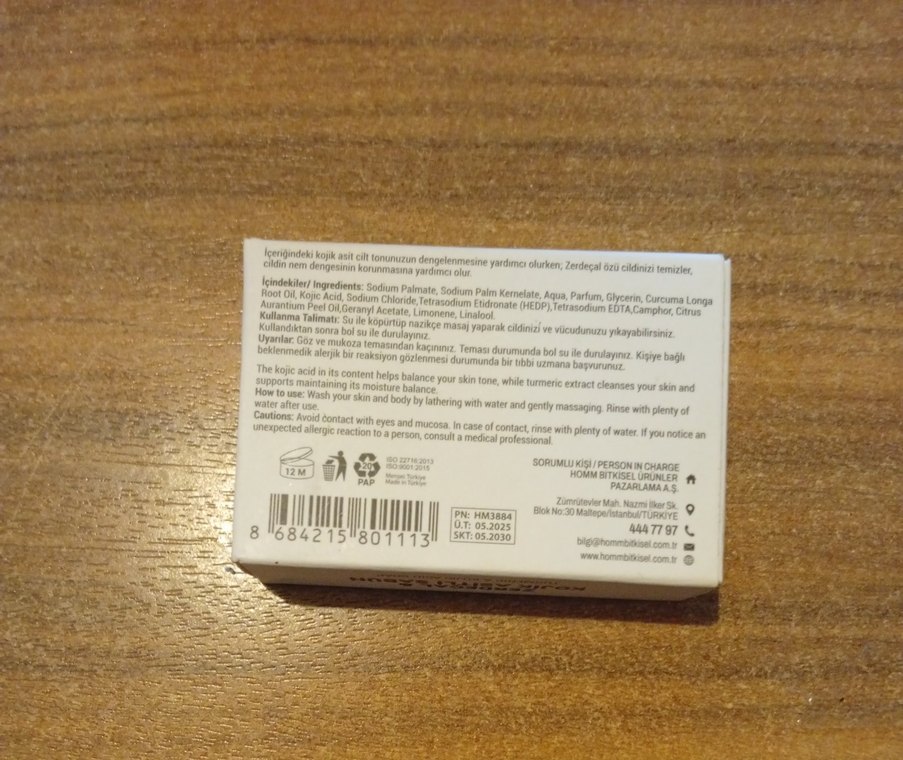 İçeriğindeki kojik asit cilt tonunuzun dengelenmesine yardımcı olurken; Zerdeçal özü cildinizi temizler,
cildin nem dengesinin korunmasına yardımcı olur.
İçindekiler/ Ingredients: Sodium Palmate, Sodium Palm Kernelate, Aqua, Parfum, Glycerin, Curcuma Longa
Root Oil, Kojic Acid, Sodium Chloride,Tetrasodium Etidronate (HEDP),Tetrasodium EDTA,Camphor, Citrus
Aurantium Peel Oil,Geranyl Acetate, Limonene, Linalool.
Kullanma Talimatı: Su ile köpürtüp nazikçe masaj yaparak cildinizi ve vücudunuzu yıkayabilirsiniz.
Kullandıktan sonra bol su ile durulayınız.
Uyarılar: Göz ve mukoza temasından kaçınınız. Teması durumunda bol su ile durulayınız. Kişiye bağlı
beklenmedik alerjik bir reaksiyon gözlenmesi durumunda bir tıbbi uzmana başvurunuz.
The kojic acid in its content helps balance your skin tone, while turmeric extract cleanses your skin and
supports maintaining its moisture balance.
How to use: Wash your skin and body by lathering with water and gently massaging. Rinse with plenty of
water after use.
Cautions: Avoid contact with eyes and mucosa. In case of contact, rinse with plenty of water. If you notice an
unexpected allergic reaction to a person, consult a medical professional.
12 M
20
PAP
ISO 22716:2013
ISO:9001:2015
Menşei Türkiye
Made in Türkiye
SORUMLU KİŞİ / PERSON IN CHARGE
HOMM BİTKİSEL ÜRÜNLER
PAZARLAMA A.Ş.
Zümrütevler Mah. Nazmi İlker Sk.
Blok No:30 Maltepe/İstanbul/TÜRKİYE
444 77 97
bilgi@hommbitkisel.com.tr
www.hommbitkisel.com.tr
8 684215 801113
PN: HM3884
Ü.T: 05.2025
SKT: 05.2030
ZERDEÇAL &
KOJİK ASİTLİ SABUN